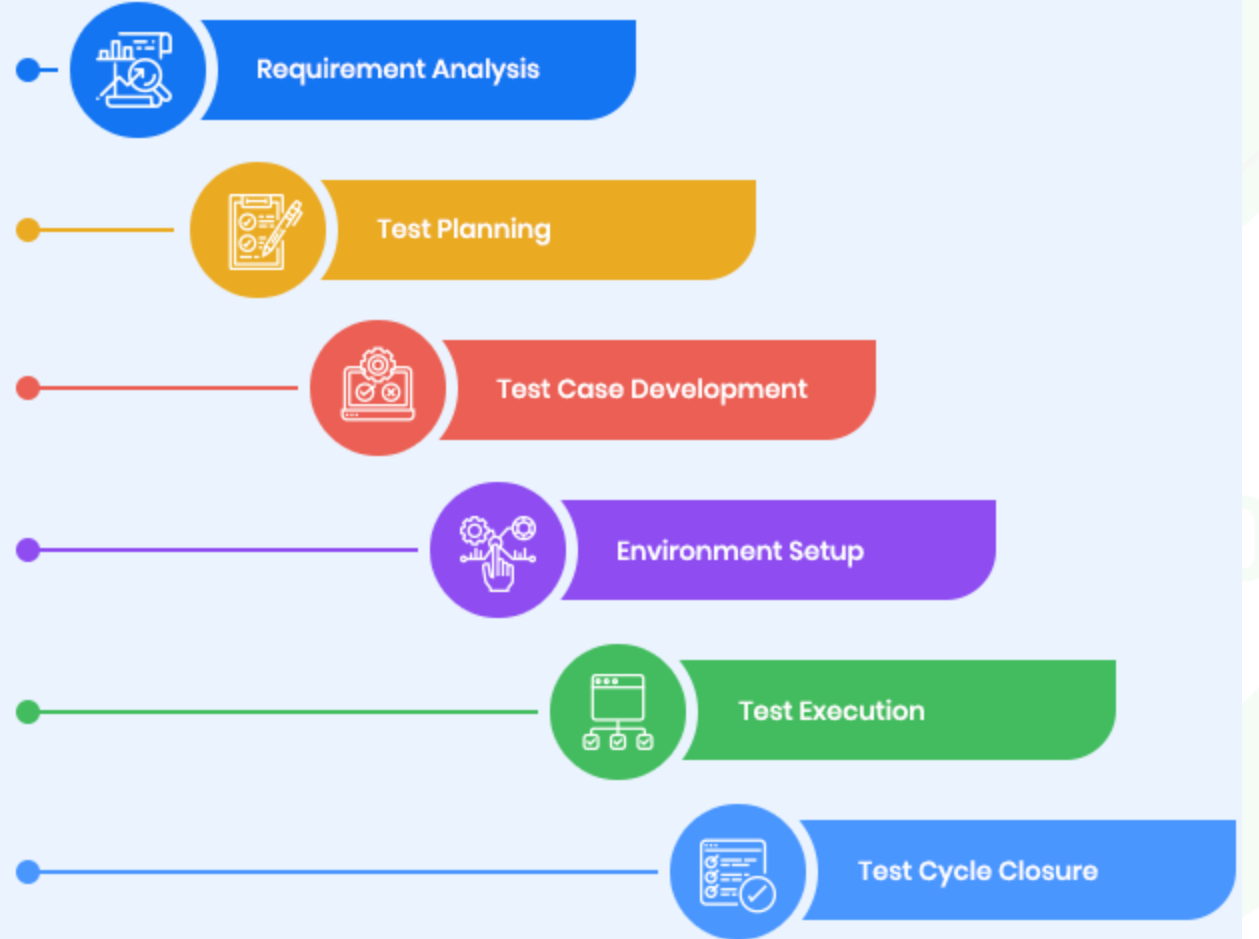 Requirement Analysis
Test Planning
Test Case Development
Environment Setup
Test Execution
Test Cycle Closure